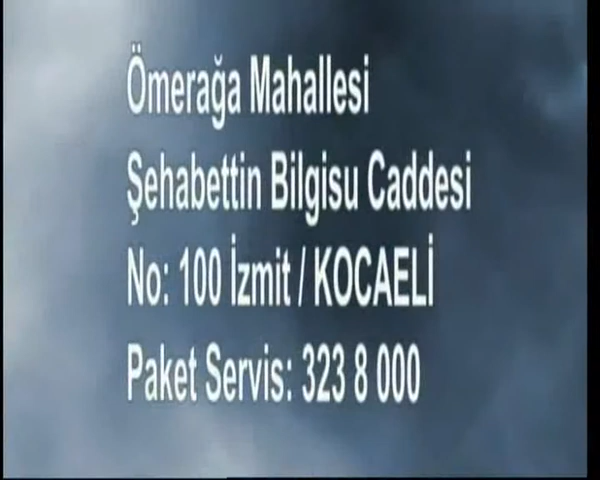 Ömerağa Mahallesi
Şehabettin Bilgisu Caddesi
No: 100 İzmit / KOCAELİ
Paket Servis: 323 8 000